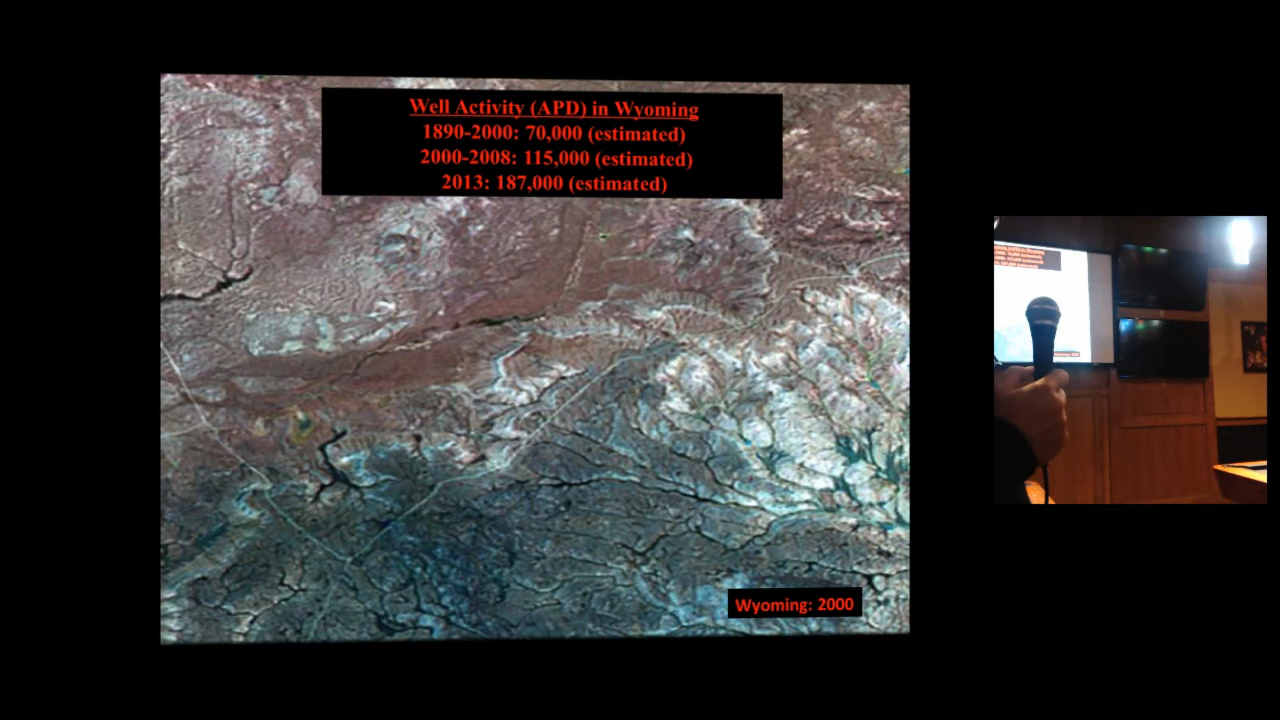 Well Activity (APD) in Wyoming
1890-2000: 70,000 (estimated)
2000-2008: 115,000 (estimated)
2013: 187,000 (estimated)
Wyoming: 2000